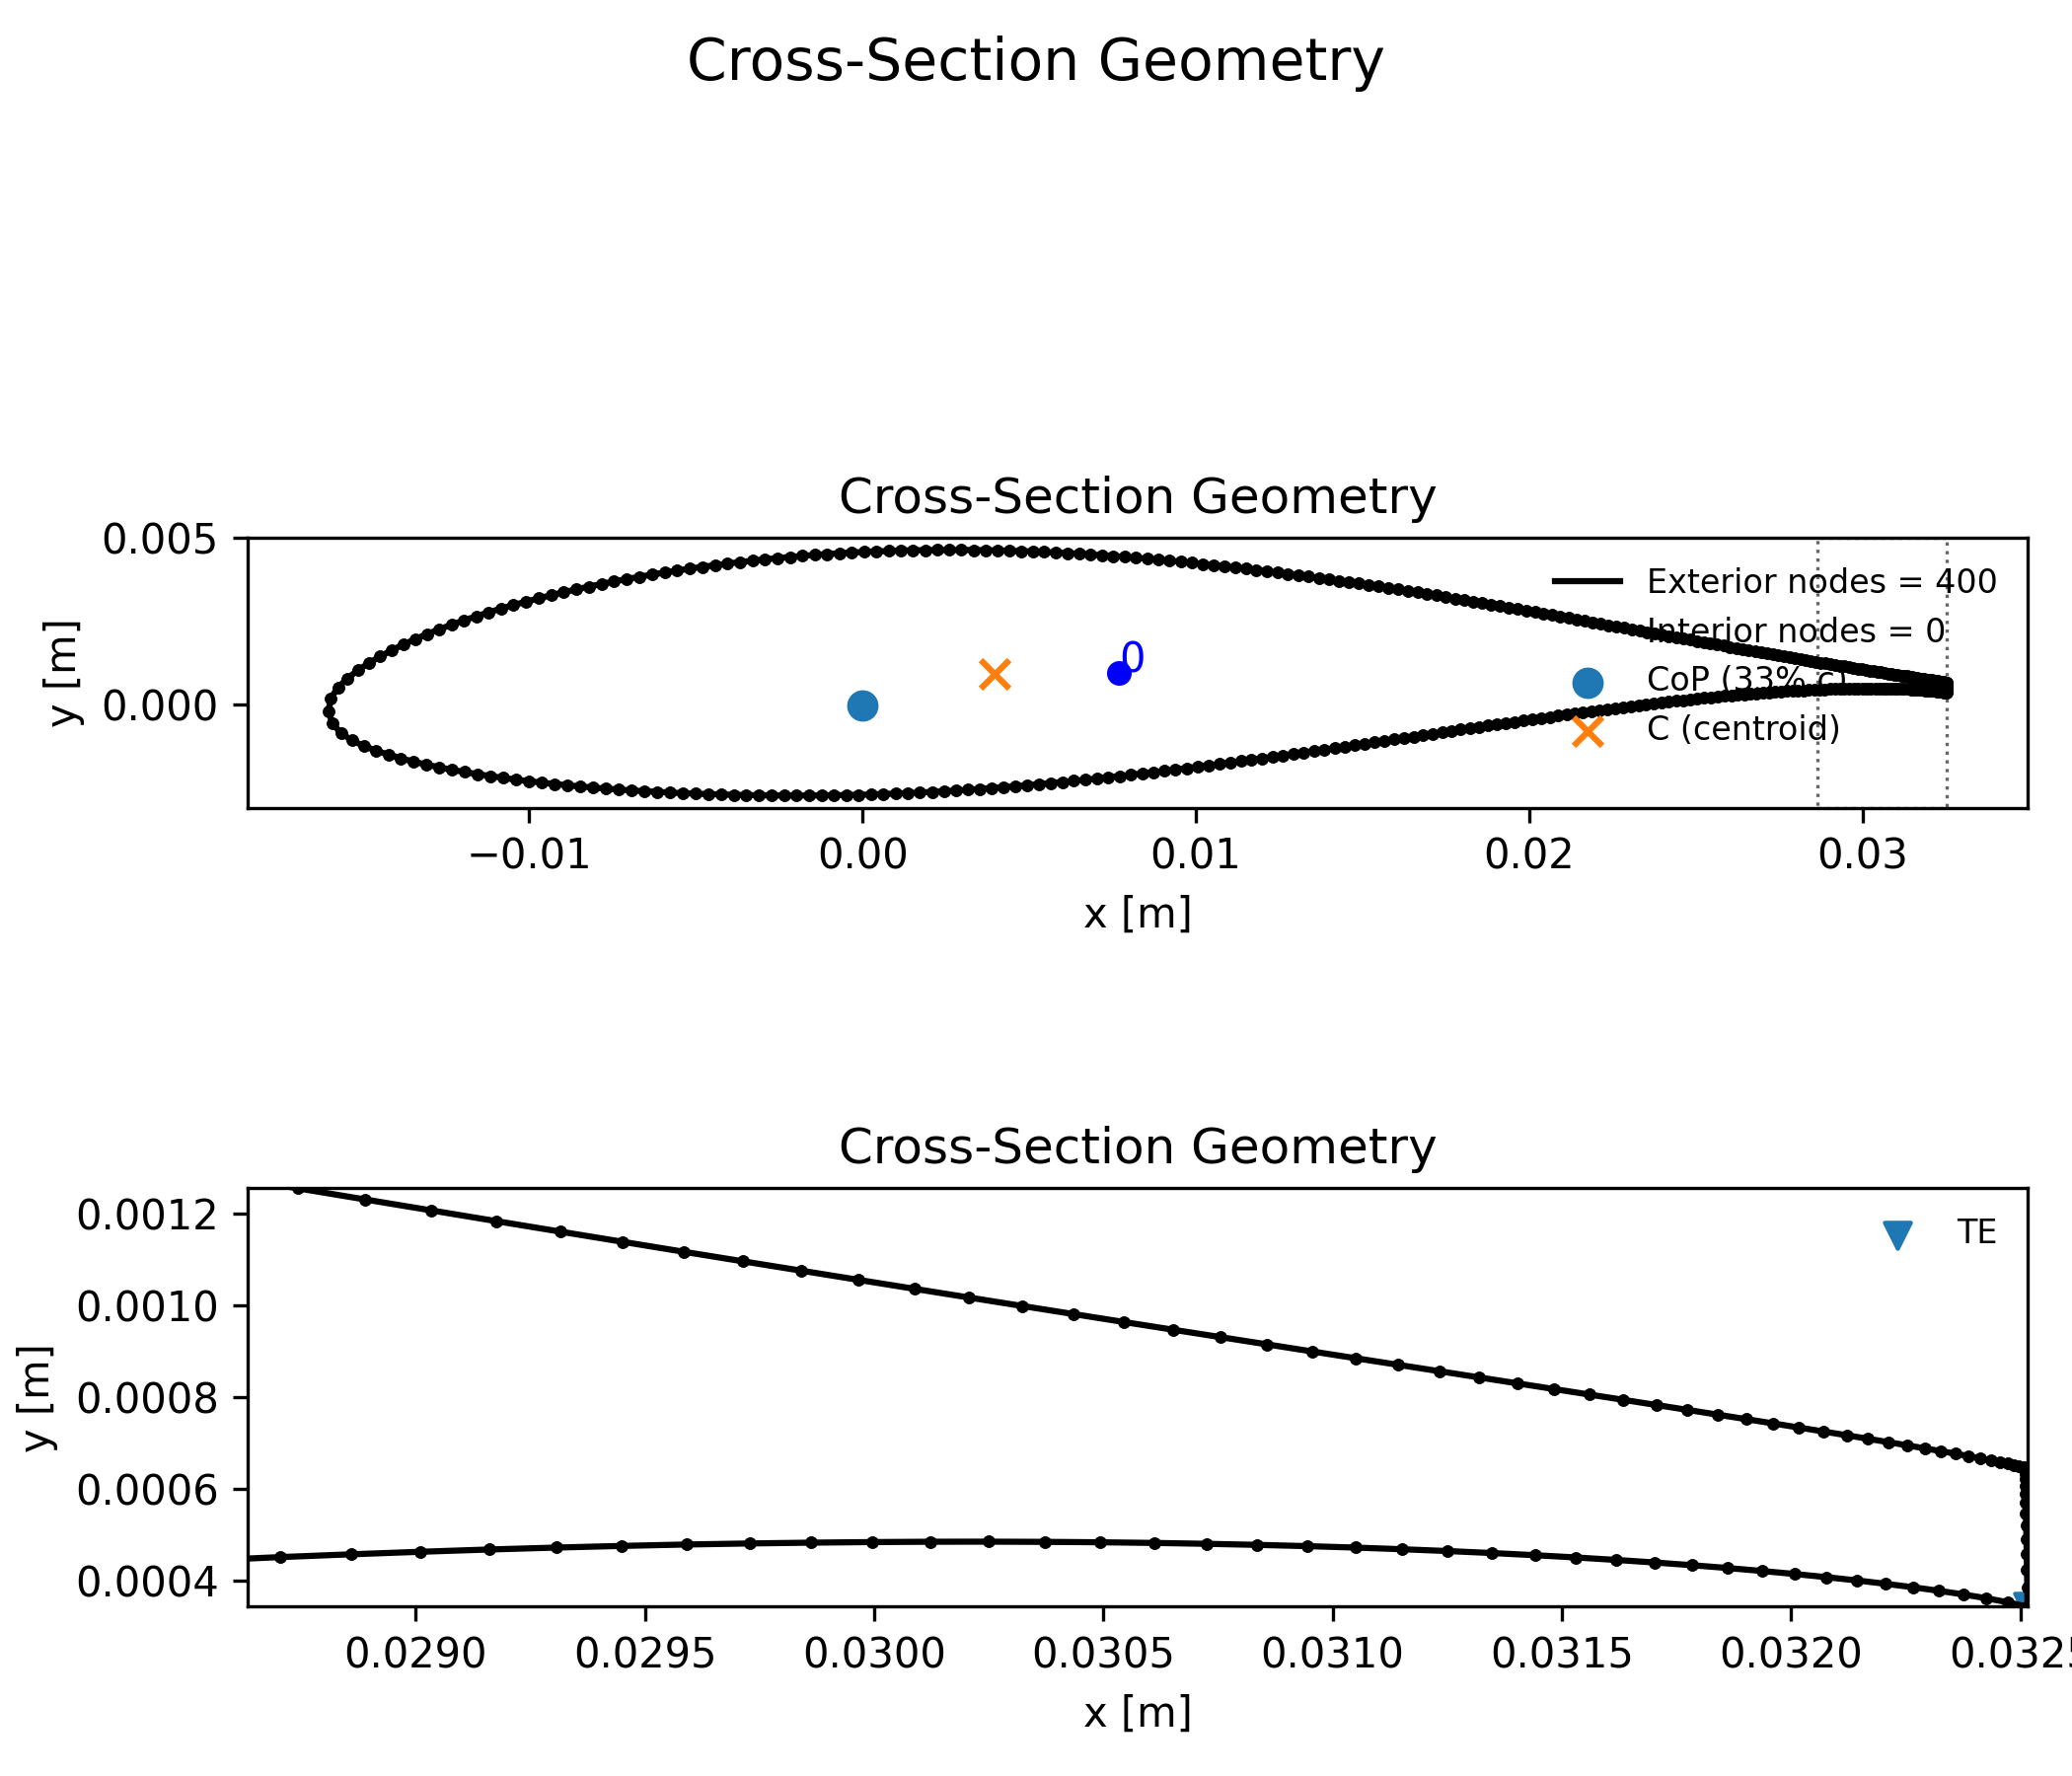 Cross-Section Geometry
Cross-Section Geometry
0.005
0.000
y [m]
0
Exterior nodes = 400
Interior nodes = 0
CoP (33% c)
C (centroid)
−0.01
0.00
0.01
0.02
0.03
x [m]
Cross-Section Geometry
0.0012
0.0010
0.0008
0.0006
0.0004
y [m]
TE
0.0290
0.0295
0.0300
0.0305
0.0310
0.0315
0.0320
0.0325
x [m]